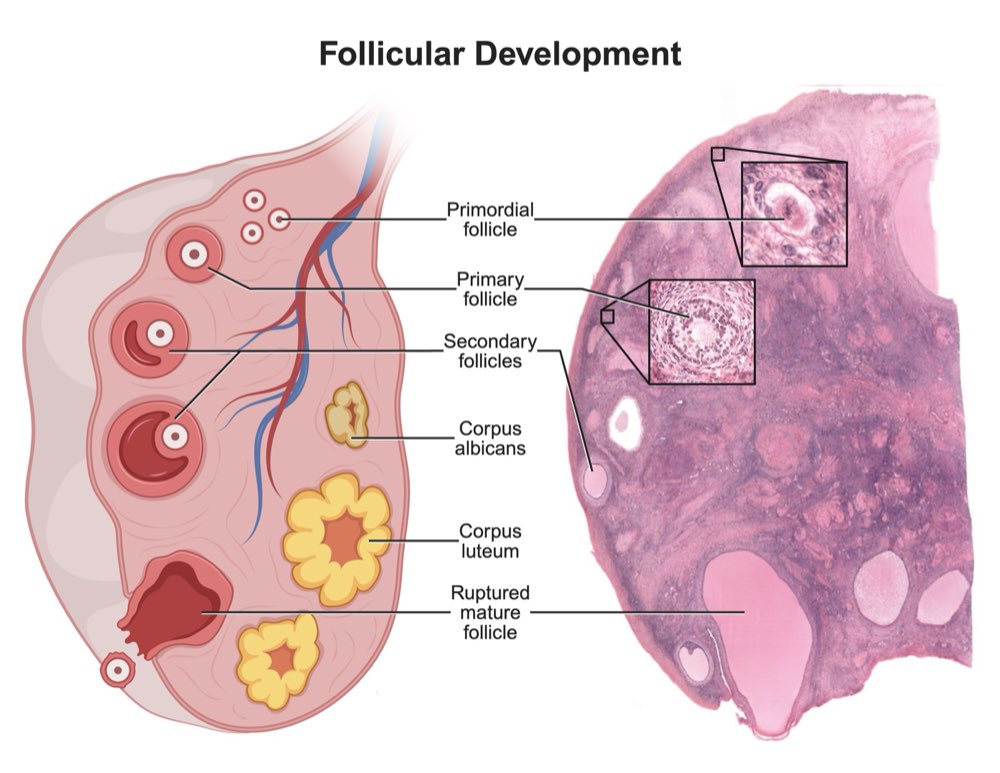 Follicular Development
Primordial
follicle
Primary
follicle
Secondary
follicles
Corpus
albicans
Corpus
luteum
Ruptured
mature
follicle